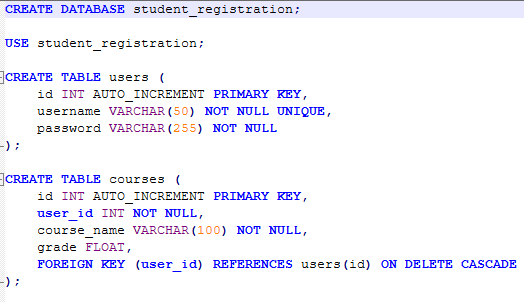 CREATE DATABASE student_registration;
USE student_registration;
CREATE TABLE users (
id INT AUTO_INCREMENT PRIMARY KEY,
username VARCHAR(50) NOT NULL UNIQUE,
password VARCHAR(255) NOT NULL
);
CREATE TABLE courses (
id INT AUTO_INCREMENT PRIMARY KEY,
user_id INT NOT NULL,
course_name VARCHAR(100) NOT NULL,
grade FLOAT,
FOREIGN KEY (user_id) REFERENCES users(id) ON DELETE CASCADE
);